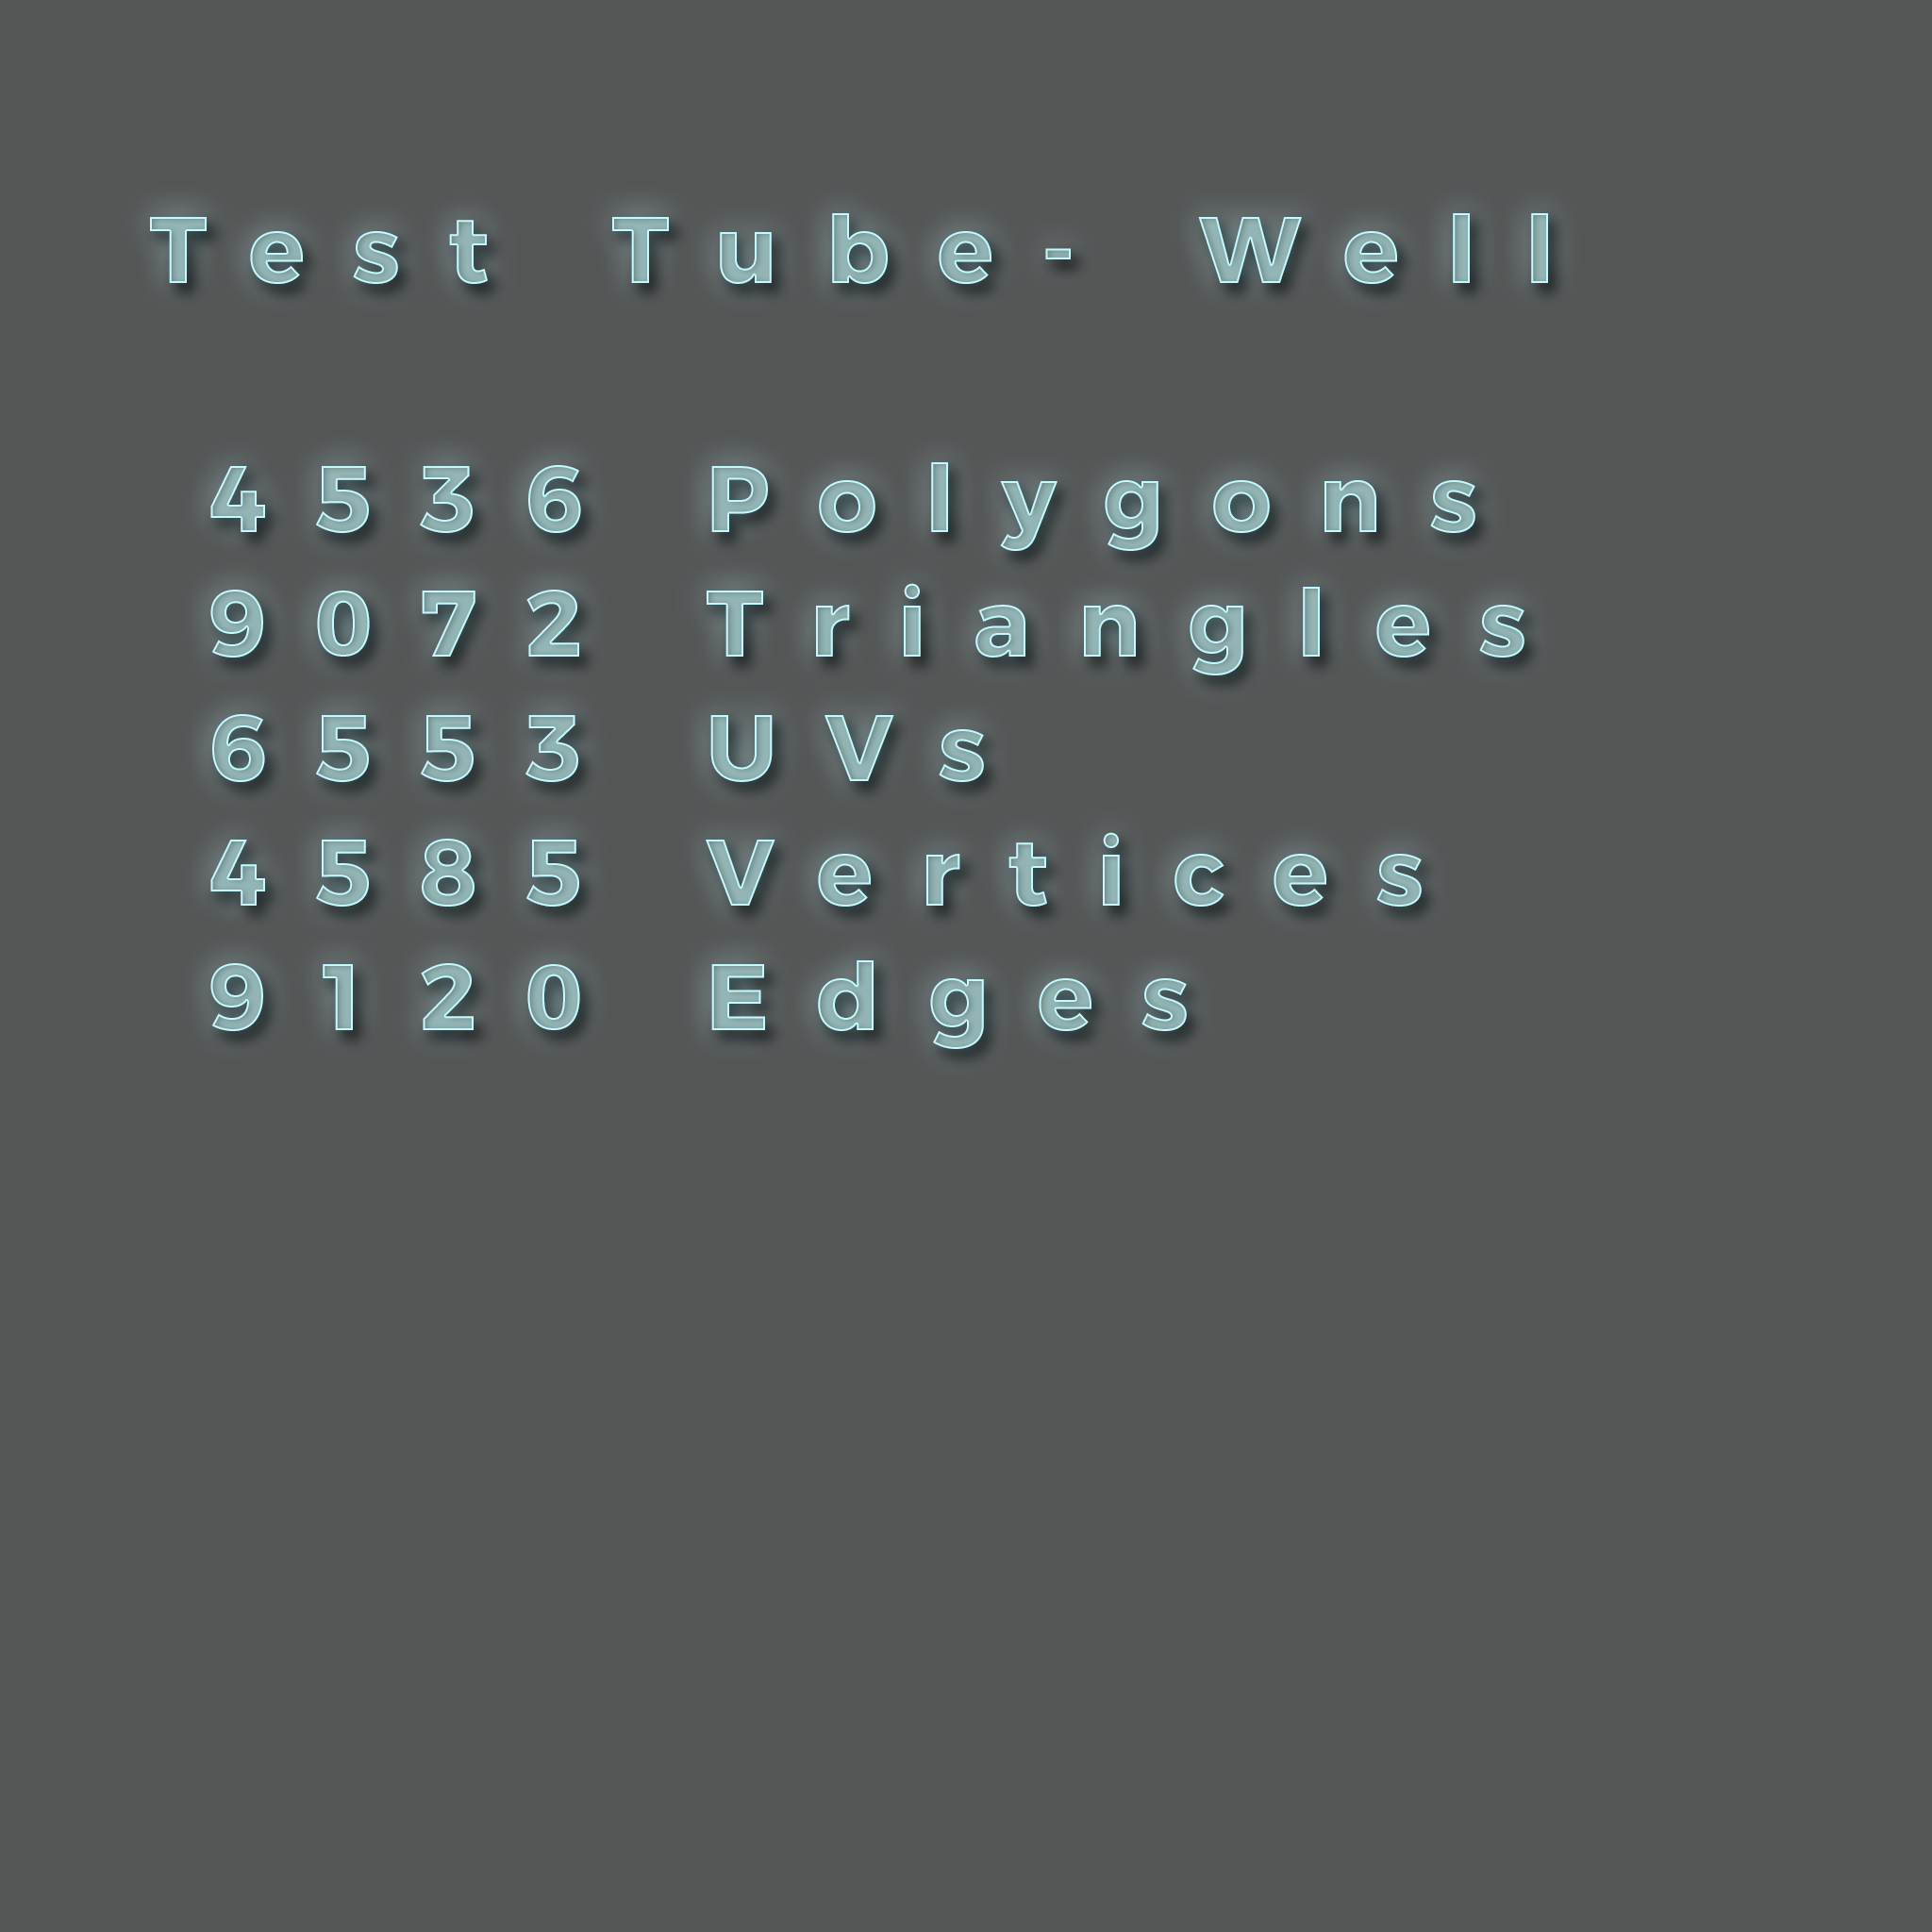 Test Tube- Well
4536 Polygons
9072 Triangles
6553 UVs
4585 Vertices
9120 Edges